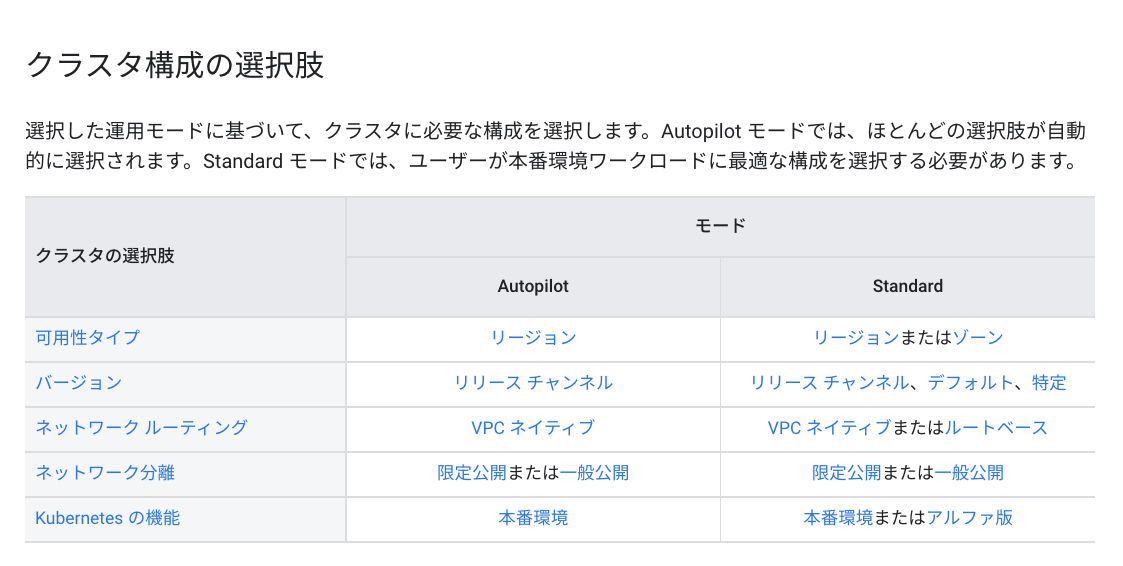 クラスタ構成の選択肢
選択した運用モードに基づいて、クラスタに必要な構成を選択します。Autopilot モードでは、ほとんどの選択肢が自動
的に選択されます。Standard モードでは、ユーザーが本番環境ワークロードに最適な構成を選択する必要があります。
クラスタの選択肢 モード
Autopilot Standard
可用性タイプ リージョン リージョンまたはゾーン
バージョン リリース チャンネル リリース チャンネル、デフォルト、特定
ネットワーク ルーティング VPC ネイティブ VPC ネイティブまたはルートベース
ネットワーク分離 限定公開または一般公開 限定公開または一般公開
Kubernetes の機能 本番環境 本番環境またはアルファ版